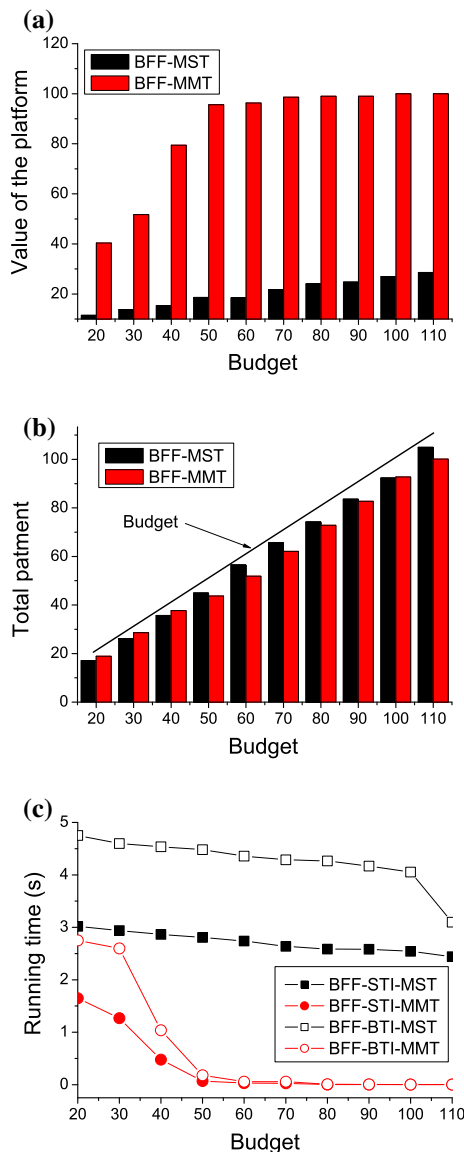 (a)
120
100
80
60
40
20
Value of the platform
BFF-MST
BFF-MMT
20 30 40 50 60 70 80 90 100 110
Budget
(b)
100
80
60
40
20
0
Total patment
BFF-MST
BFF-MMT
Budget
20 30 40 50 60 70 80 90 100 110
Budget
(c)
5
4
3
2
1
0
Running time (s)
BFF-STI-MST
BFF-STI-MMT
BFF-BTI-MST
BFF-BTI-MMT
20 30 40 50 60 70 80 90 100 110
Budget